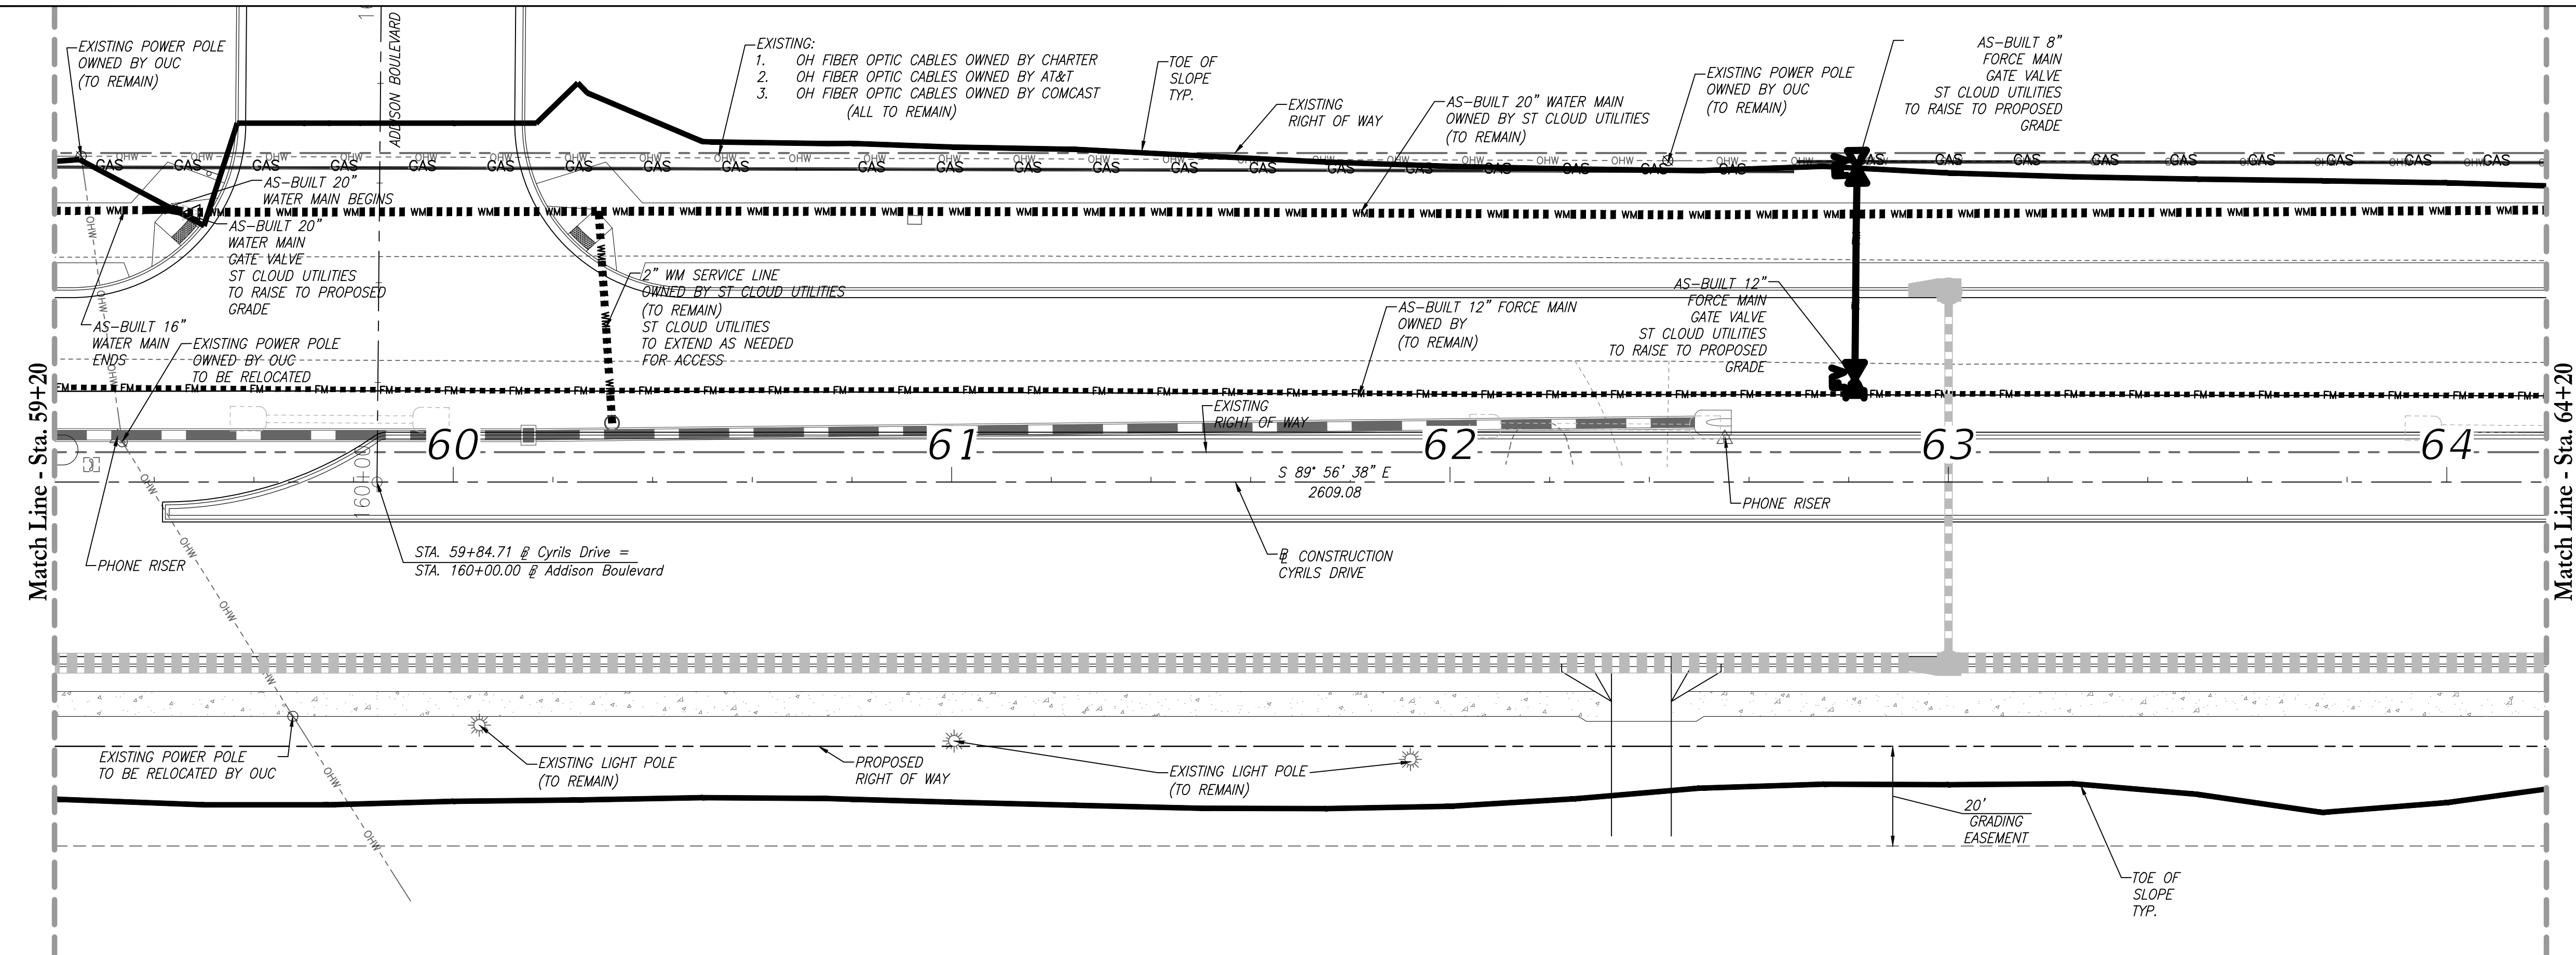 EXISTING POWER POLE
OWNED BY OUC
(TO REMAIN)
ADDISON BOULEVARD
EXISTING:
1. OH FIBER OPTIC CABLES OWNED BY CHARTER
2. OH FIBER OPTIC CABLES OWNED BY AT&T
3. OH FIBER OPTIC CABLES OWNED BY COMCAST
(ALL TO REMAIN)
TOE OF
SLOPE
TYP.
EXISTING
RIGHT OF WAY
AS-BUILT 20" WATER MAIN
OWNED BY ST CLOUD UTILITIES
(TO REMAIN)
EXISTING POWER POLE
OWNED BY OUC
(TO REMAIN)
AS-BUILT 8"
FORCE MAIN
GATE VALVE
ST CLOUD UTILITIES
TO RAISE TO PROPOSED
GRADE
AS-BUILT 20"
WATER MAIN BEGINS
AS-BUILT 20"
WATER MAIN
GATE VALVE
ST CLOUD UTILITIES
TO RAISE TO PROPOSED
GRADE
2" WM SERVICE LINE
OWNED BY ST CLOUD UTILITIES
(TO REMAIN)
ST CLOUD UTILITIES
TO EXTEND AS NEEDED
FOR ACCESS
AS-BUILT 16"
WATER MAIN
ENDS
EXISTING POWER POLE
OWNED BY OUC
TO BE RELOCATED
AS-BUILT 12" FORCE MAIN
OWNED BY
(TO REMAIN)
AS-BUILT 12"
FORCE MAIN
GATE VALVE
ST CLOUD UTILITIES
TO RAISE TO PROPOSED
GRADE
EXISTING
RIGHT OF WAY
Match Line - Sta. 59+20
60 61 62 63 64
Match Line - Sta. 64+20
160+00
S 89° 56' 38" E
2609.08
PHONE RISER
PHONE RISER
STA. 59+84.71 ℄ Cyrils Drive =
STA. 160+00.00 ℄ Addison Boulevard
℄ CONSTRUCTION
CYRILS DRIVE
EXISTING POWER POLE
TO BE RELOCATED BY OUC
EXISTING LIGHT POLE
(TO REMAIN)
PROPOSED
RIGHT OF WAY
EXISTING LIGHT POLE
(TO REMAIN)
20'
GRADING
EASEMENT
TOE OF
SLOPE
TYP.